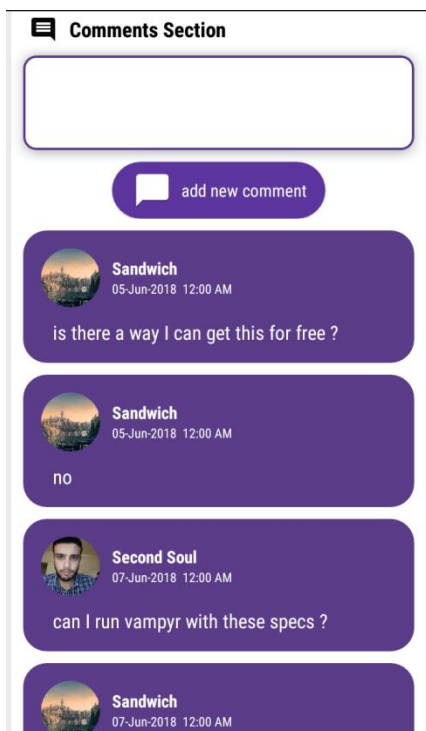 Comments Section
add new comment
Sandwich
05-Jun-2018 12:00 AM
is there a way I can get this for free ?
Sandwich
05-Jun-2018 12:00 AM
no
Second Soul
07-Jun-2018 12:00 AM
can I run vampyr with these specs ?
Sandwich
07-Jun-2018 12:00 AM